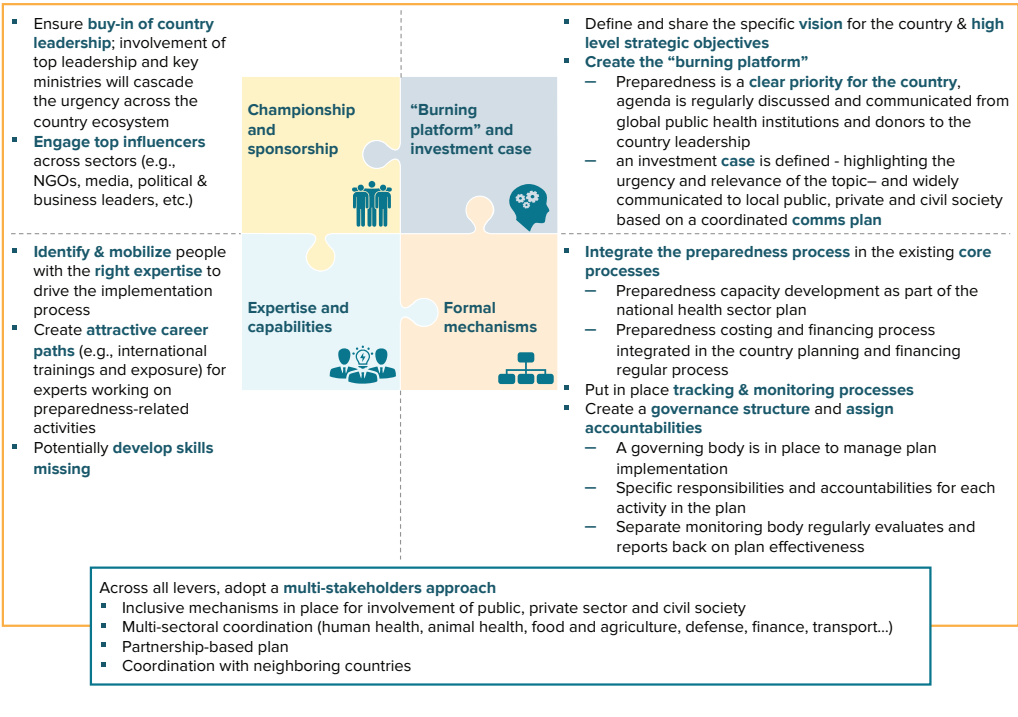 ▪ Ensure buy-in of country
leadership; involvement of
top leadership and key
ministries will cascade
the urgency across the
country ecosystem
▪ Engage top influencers
across sectors (e.g.,
NGOs, media, political &
business leaders, etc.)
Championship
and
sponsorship
“Burning
platform” and
investment case
▪ Define and share the specific vision for the country & high
level strategic objectives
▪ Create the “burning platform”
— Preparedness is a clear priority for the country,
agenda is regularly discussed and communicated from
global public health institutions and donors to the
country leadership
— an investment case is defined - highlighting the
urgency and relevance of the topic– and widely
communicated to local public, private and civil society
based on a coordinated comms plan
▪ Identify & mobilize people
with the right expertise to
drive the implementation
process
▪ Create attractive career
paths (e.g., international
trainings and exposure) for
experts working on
preparedness-related
activities
▪ Potentially develop skills
missing
Expertise and
capabilities
Formal
mechanisms
▪ Integrate the preparedness process in the existing core
processes
— Preparedness capacity development as part of the
national health sector plan
— Preparedness costing and financing process
integrated in the country planning and financing
regular process
▪ Put in place tracking & monitoring processes
▪ Create a governance structure and assign
accountabilities
— A governing body is in place to manage plan
implementation
— Specific responsibilities and accountabilities for each
activity in the plan
— Separate monitoring body regularly evaluates and
reports back on plan effectiveness
Across all levers, adopt a multi-stakeholders approach
▪ Inclusive mechanisms in place for involvement of public, private sector and civil society
▪ Multi-sectoral coordination (human health, animal health, food and agriculture, defense, finance, transport...)
▪ Partnership-based plan
▪ Coordination with neighboring countries